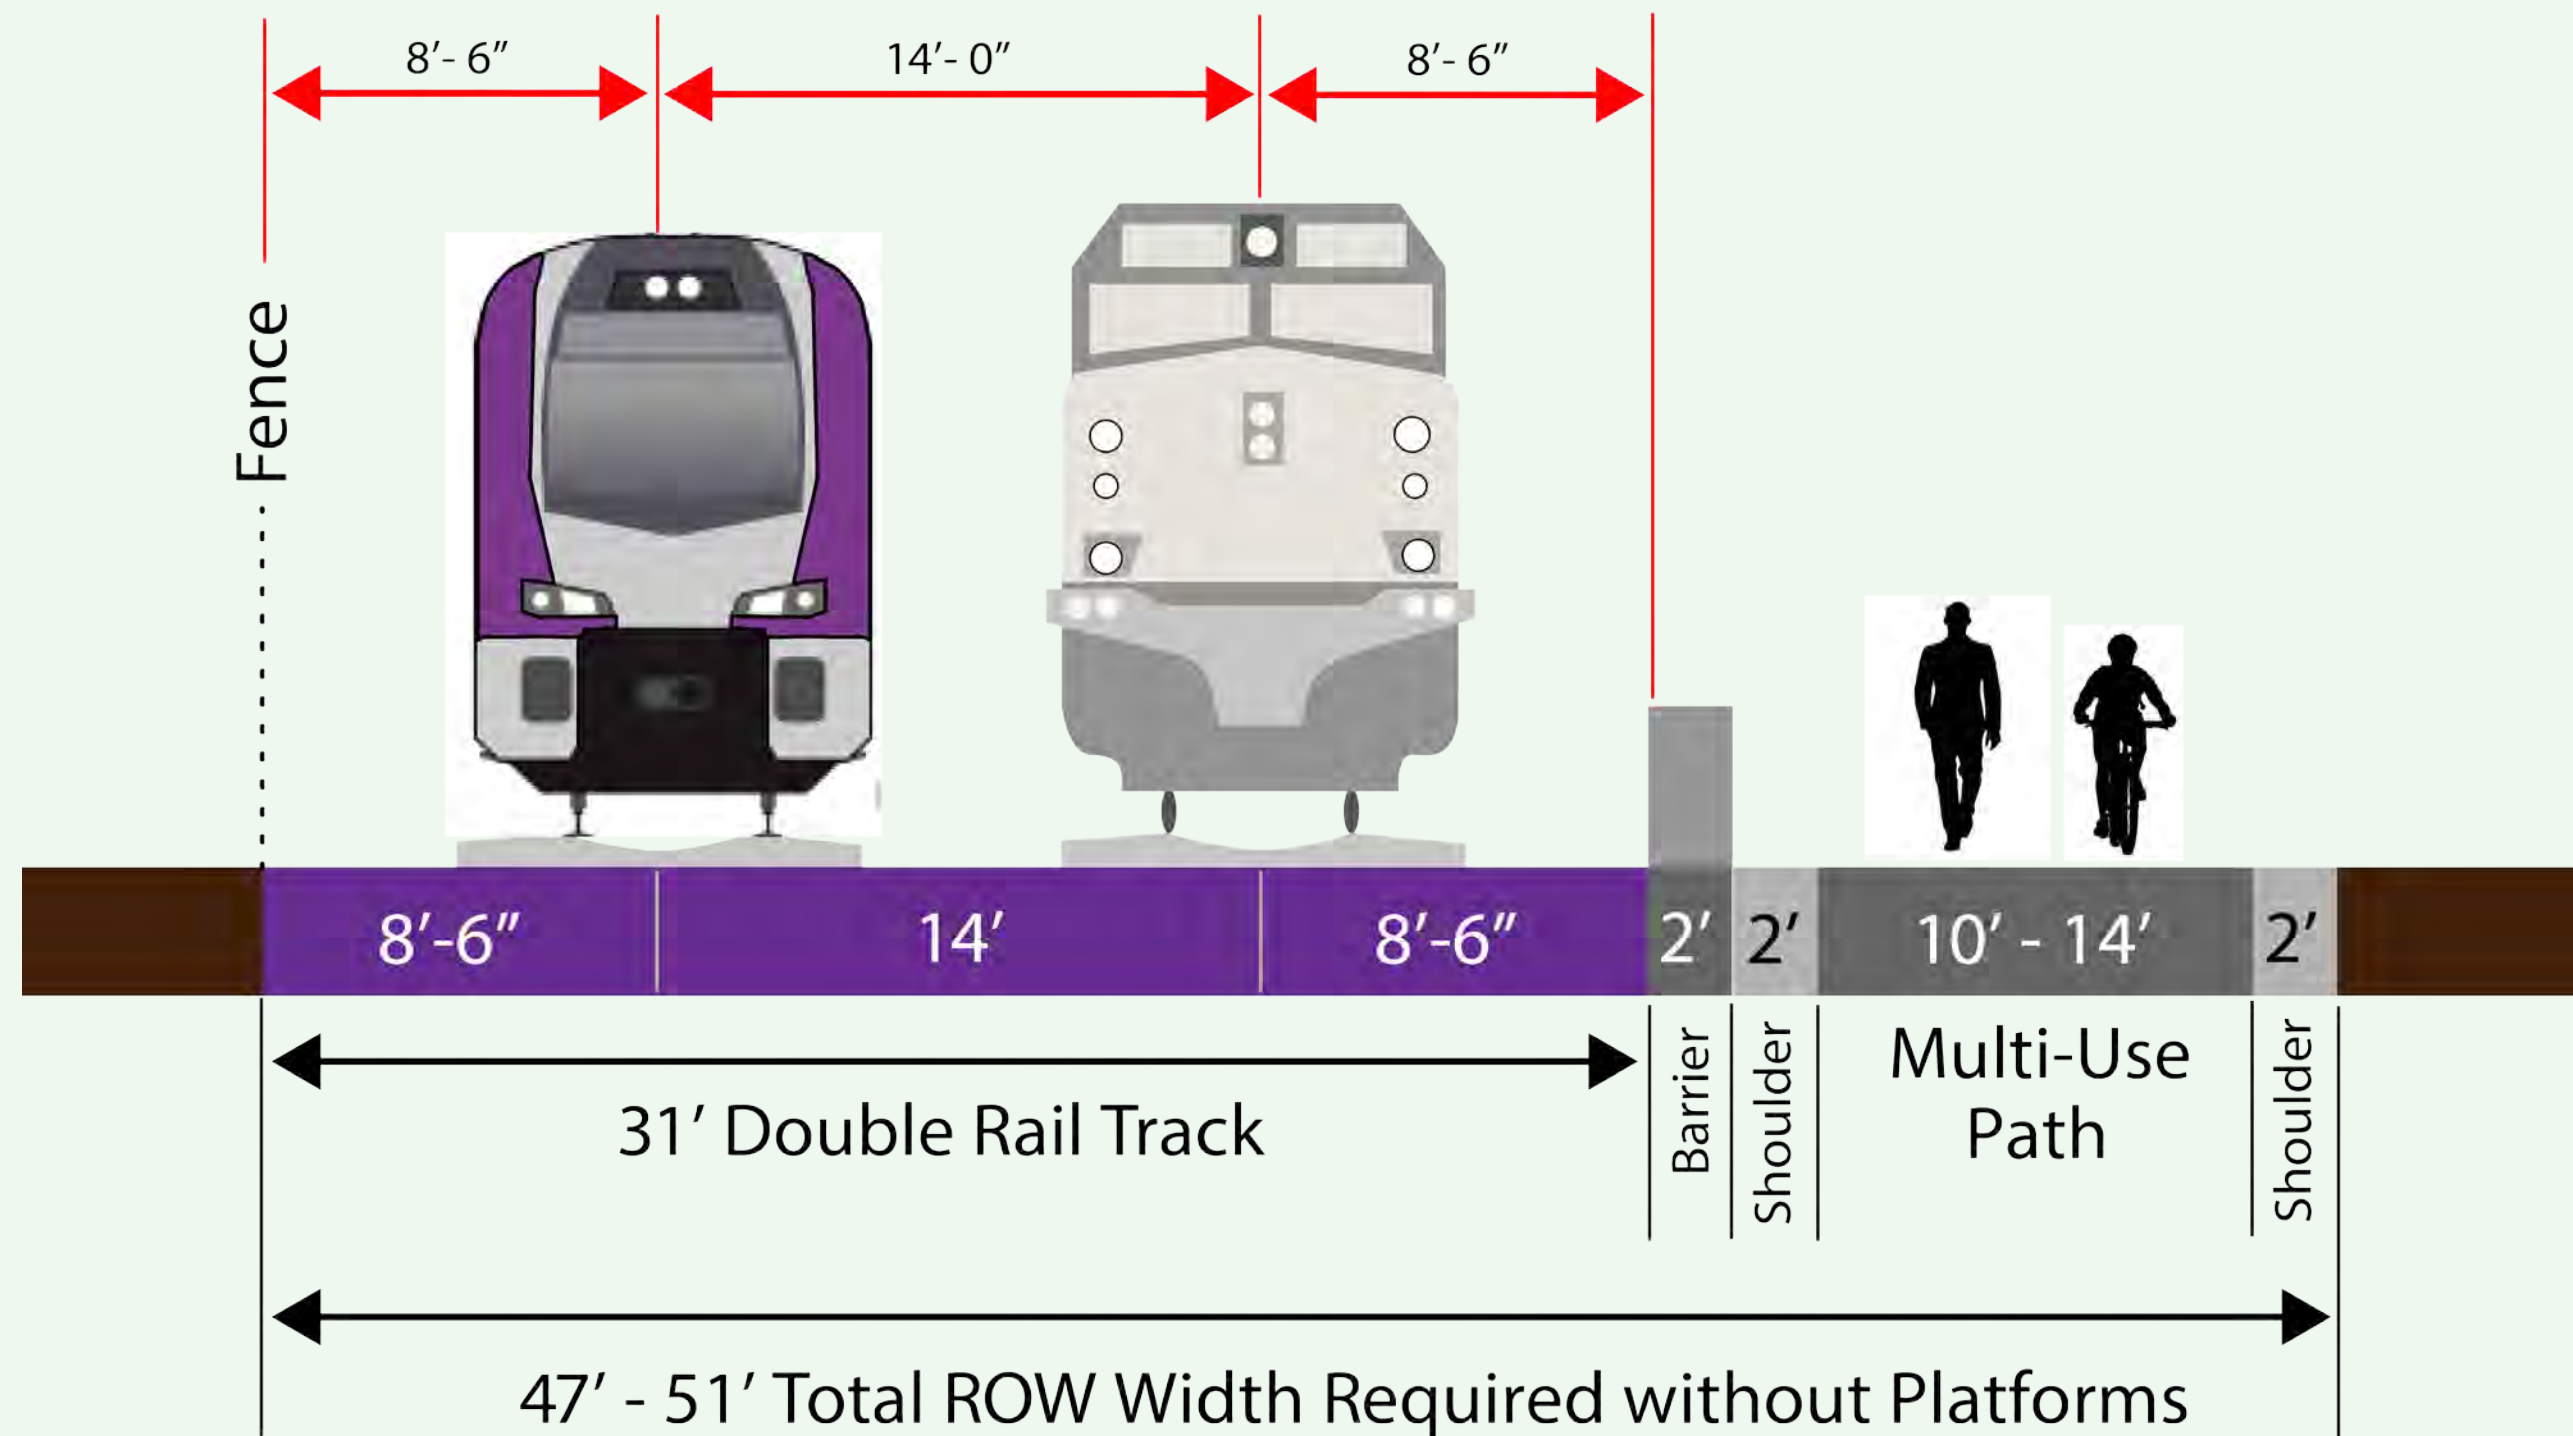 8’- 6”
14’- 0”
8’- 6”
Fence
8’-6”
14’
8’-6”
2’
2’
10’ - 14’
2’
31’ Double Rail Track
Barrier
Shoulder
Multi-Use
Path
Shoulder
47’ - 51’ Total ROW Width Required without Platforms